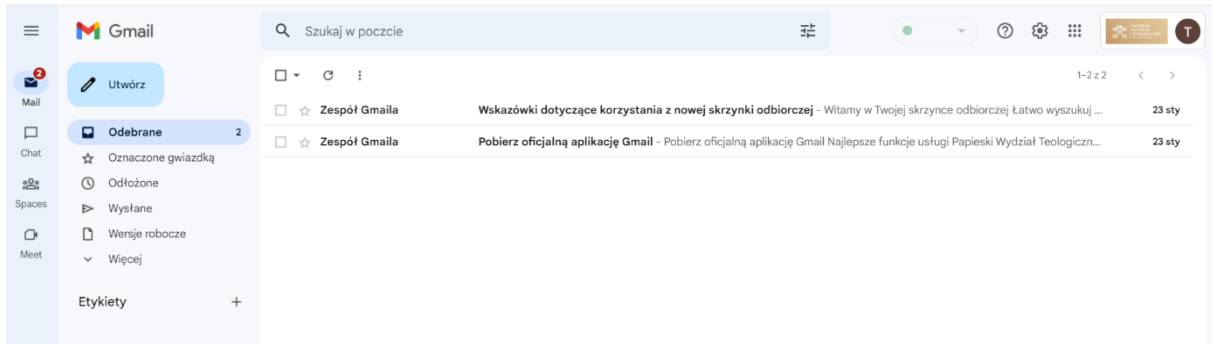 Gmail
Szukaj w poczcie
T
2
Mail
Chat
Spaces
Meet
Utwórz
Odebrane 2
Oznaczone gwiazdką
Odłożone
Wysłane
Wersje robocze
Więcej
Etykiety
1–2 z 2
Zespół Gmaila Wskazówki dotyczące korzystania z nowej skrzynki odbiorczej - Witamy w Twojej skrzynce odbiorczej Łatwo wyszukuj ... 23 sty
Zespół Gmaila Pobierz oficjalną aplikację Gmail - Pobierz oficjalną aplikację Gmail Najlepsze funkcje usługi Papieski Wydział Teologiczn... 23 sty